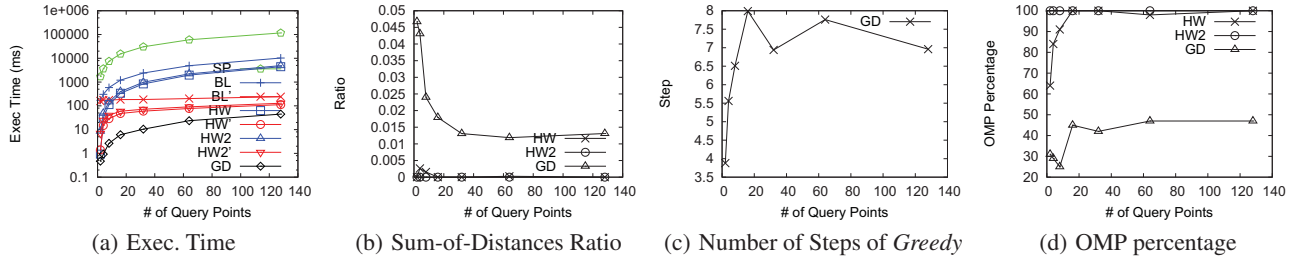 Exec Time (ms)
1e+006
100000
10000
1000
100
10
1
0.1
SP
BL
BL'
HW
HW'
HW2
HW2'
GD
0 20 40 60 80 100 120 140
# of Query Points
(a) Exec. Time
Ratio
0.05
0.045
0.04
0.035
0.03
0.025
0.02
0.015
0.01
0.005
0
HW
HW2
GD
0 20 40 60 80 100 120 140
# of Query Points
(b) Sum-of-Distances Ratio
Step
8
7.5
7
6.5
6
5.5
5
4.5
4
3.5
GD
0 20 40 60 80 100 120 140
# of Query Points
(c) Number of Steps of Greedy
OMP Percentage
100
90
80
70
60
50
40
30
20
HW
HW2
GD
0 20 40 60 80 100 120 140
# of Query Points
(d) OMP percentage